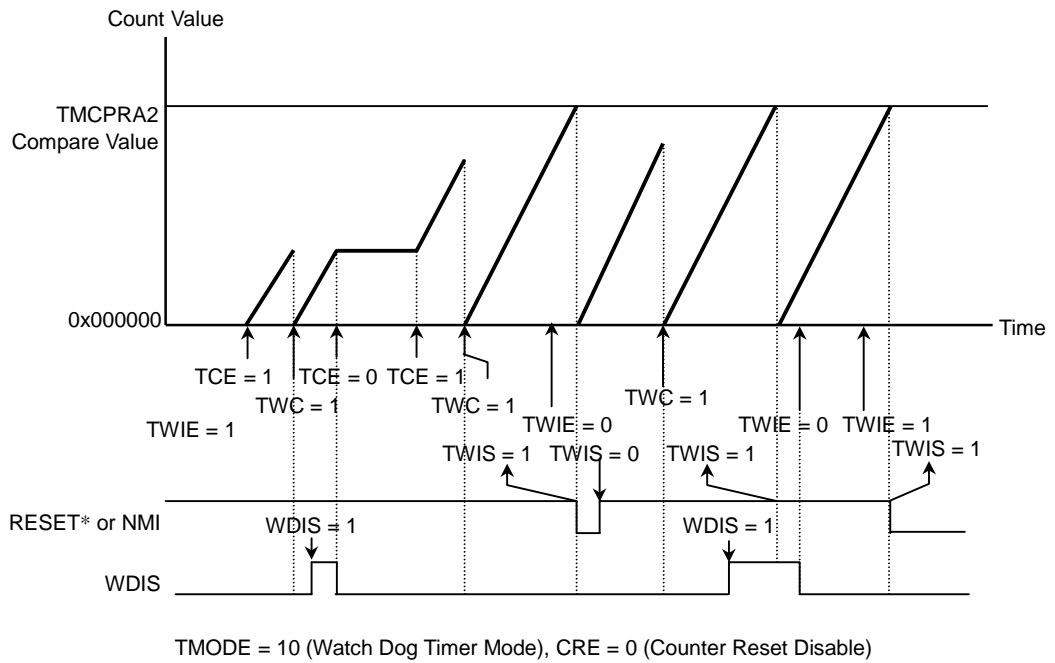 Count Value
TMCPRA2
Compare Value
0x000000
Time
TCE = 1
TCE = 0
TCE = 1
TWC = 1
TWC = 1
TWC = 1
TWIE = 1
TWIE = 0
TWIE = 0
TWIE = 1
TWIS = 1
TWIS = 0
TWIS = 1
TWIS = 1
RESET* or NMI
WDIS = 1
WDIS = 1
WDIS
TMODE = 10 (Watch Dog Timer Mode), CRE = 0 (Counter Reset Disable)